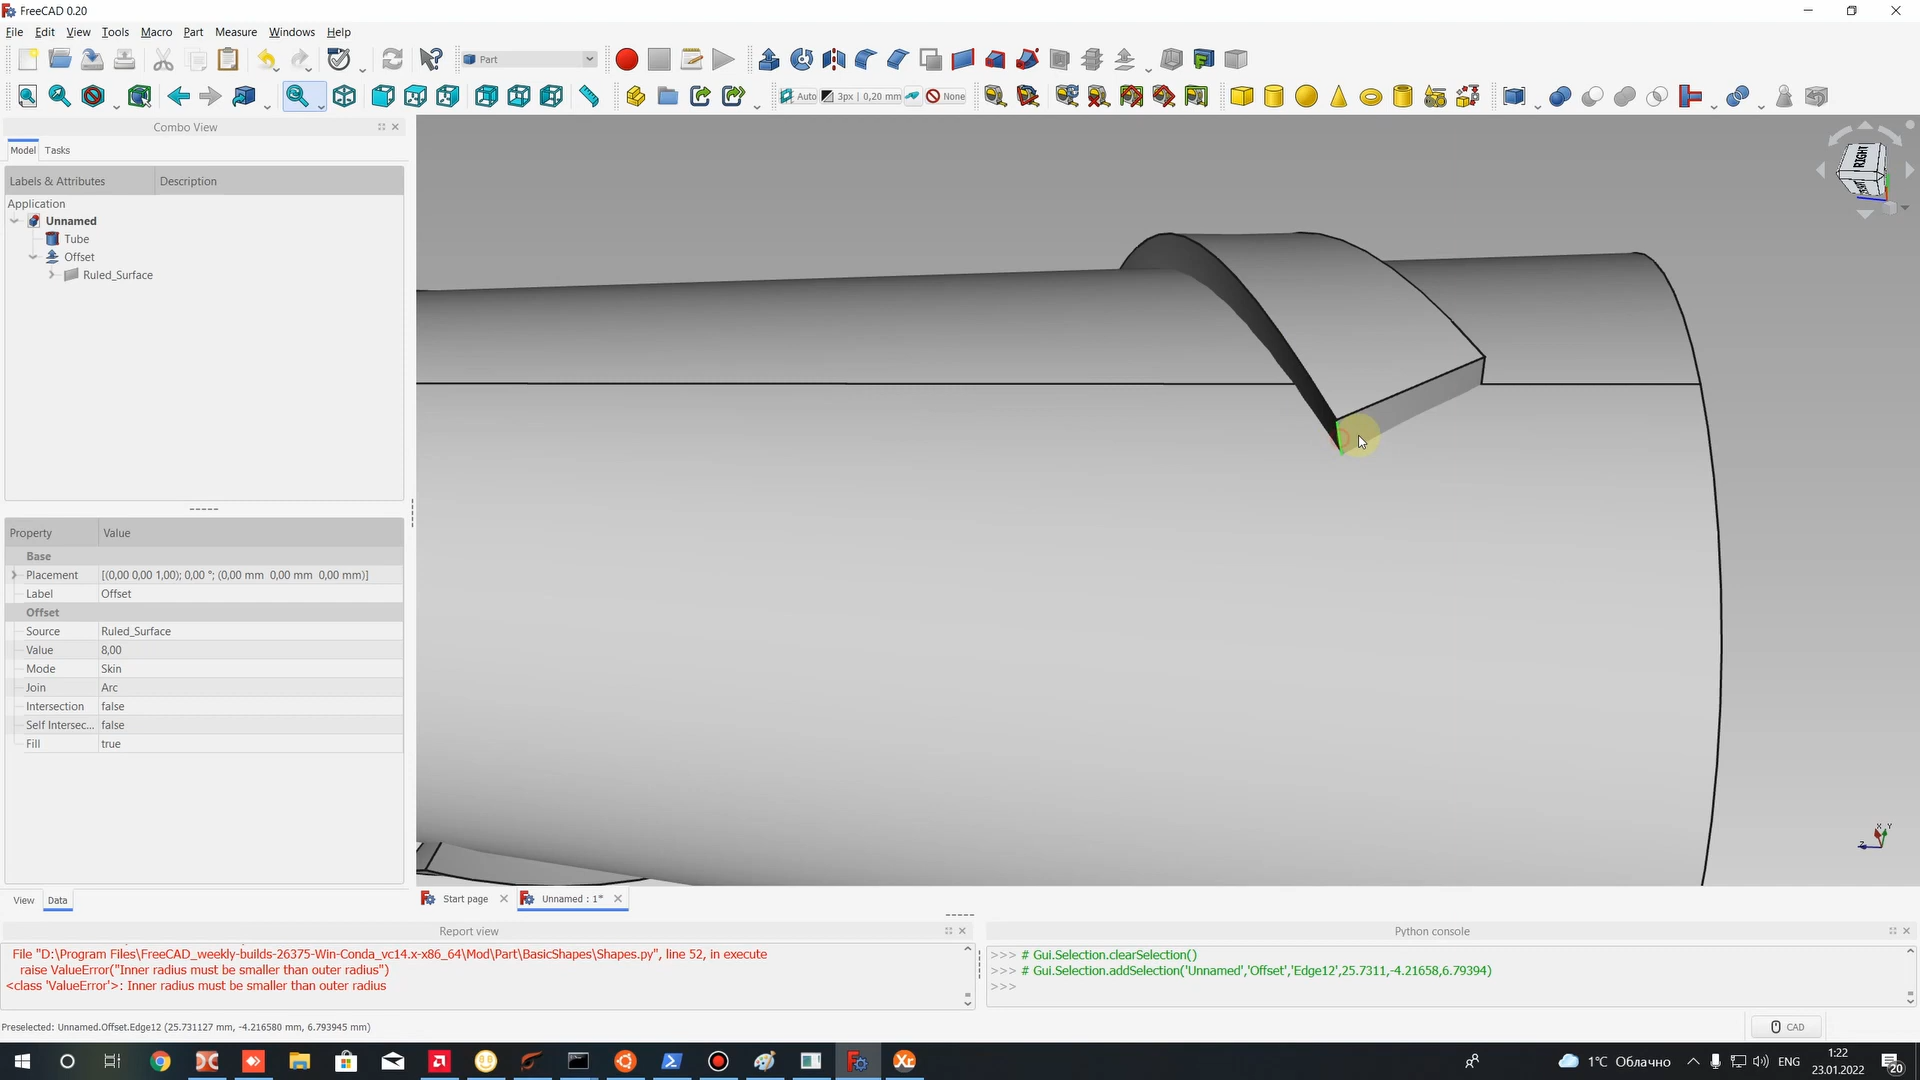 FreeCAD 0.20
File Edit View Tools Macro Part Measure Windows Help
Part
Auto 3px | 0,20 mm None
Combo View
Model Tasks
Labels & Attributes Description
Application
Unnamed
Tube
Offset
Ruled_Surface
RIGHT
Property Value
Base
Placement [(0,00 0,00 1,00); 0,00 °; (0,00 mm 0,00 mm 0,00 mm)]
Label Offset
Offset
Source Ruled_Surface
Value 8,00
Mode Skin
Join Arc
Intersection false
Self Intersec... false
Fill true
X Y
Z
View Data
Start page Unnamed : 1*
Report view
File "D:\Program Files\FreeCAD_weekly-builds-26375-Win-Conda_vc14.x-x86_64\Mod\Part\BasicShapes\Shapes.py", line 52, in execute
raise ValueError("Inner radius must be smaller than outer radius")
<class 'ValueError'>: Inner radius must be smaller than outer radius
Python console
>>> # Gui.Selection.clearSelection()
>>> # Gui.Selection.addSelection('Unnamed','Offset','Edge12',25.7311,-4.21658,6.79394)
>>>
Preselected: Unnamed.Offset.Edge12 (25.731127 mm, -4.216580 mm, 6.793945 mm)
CAD
1°C Облачно ENG 1:22
23.01.2022
20